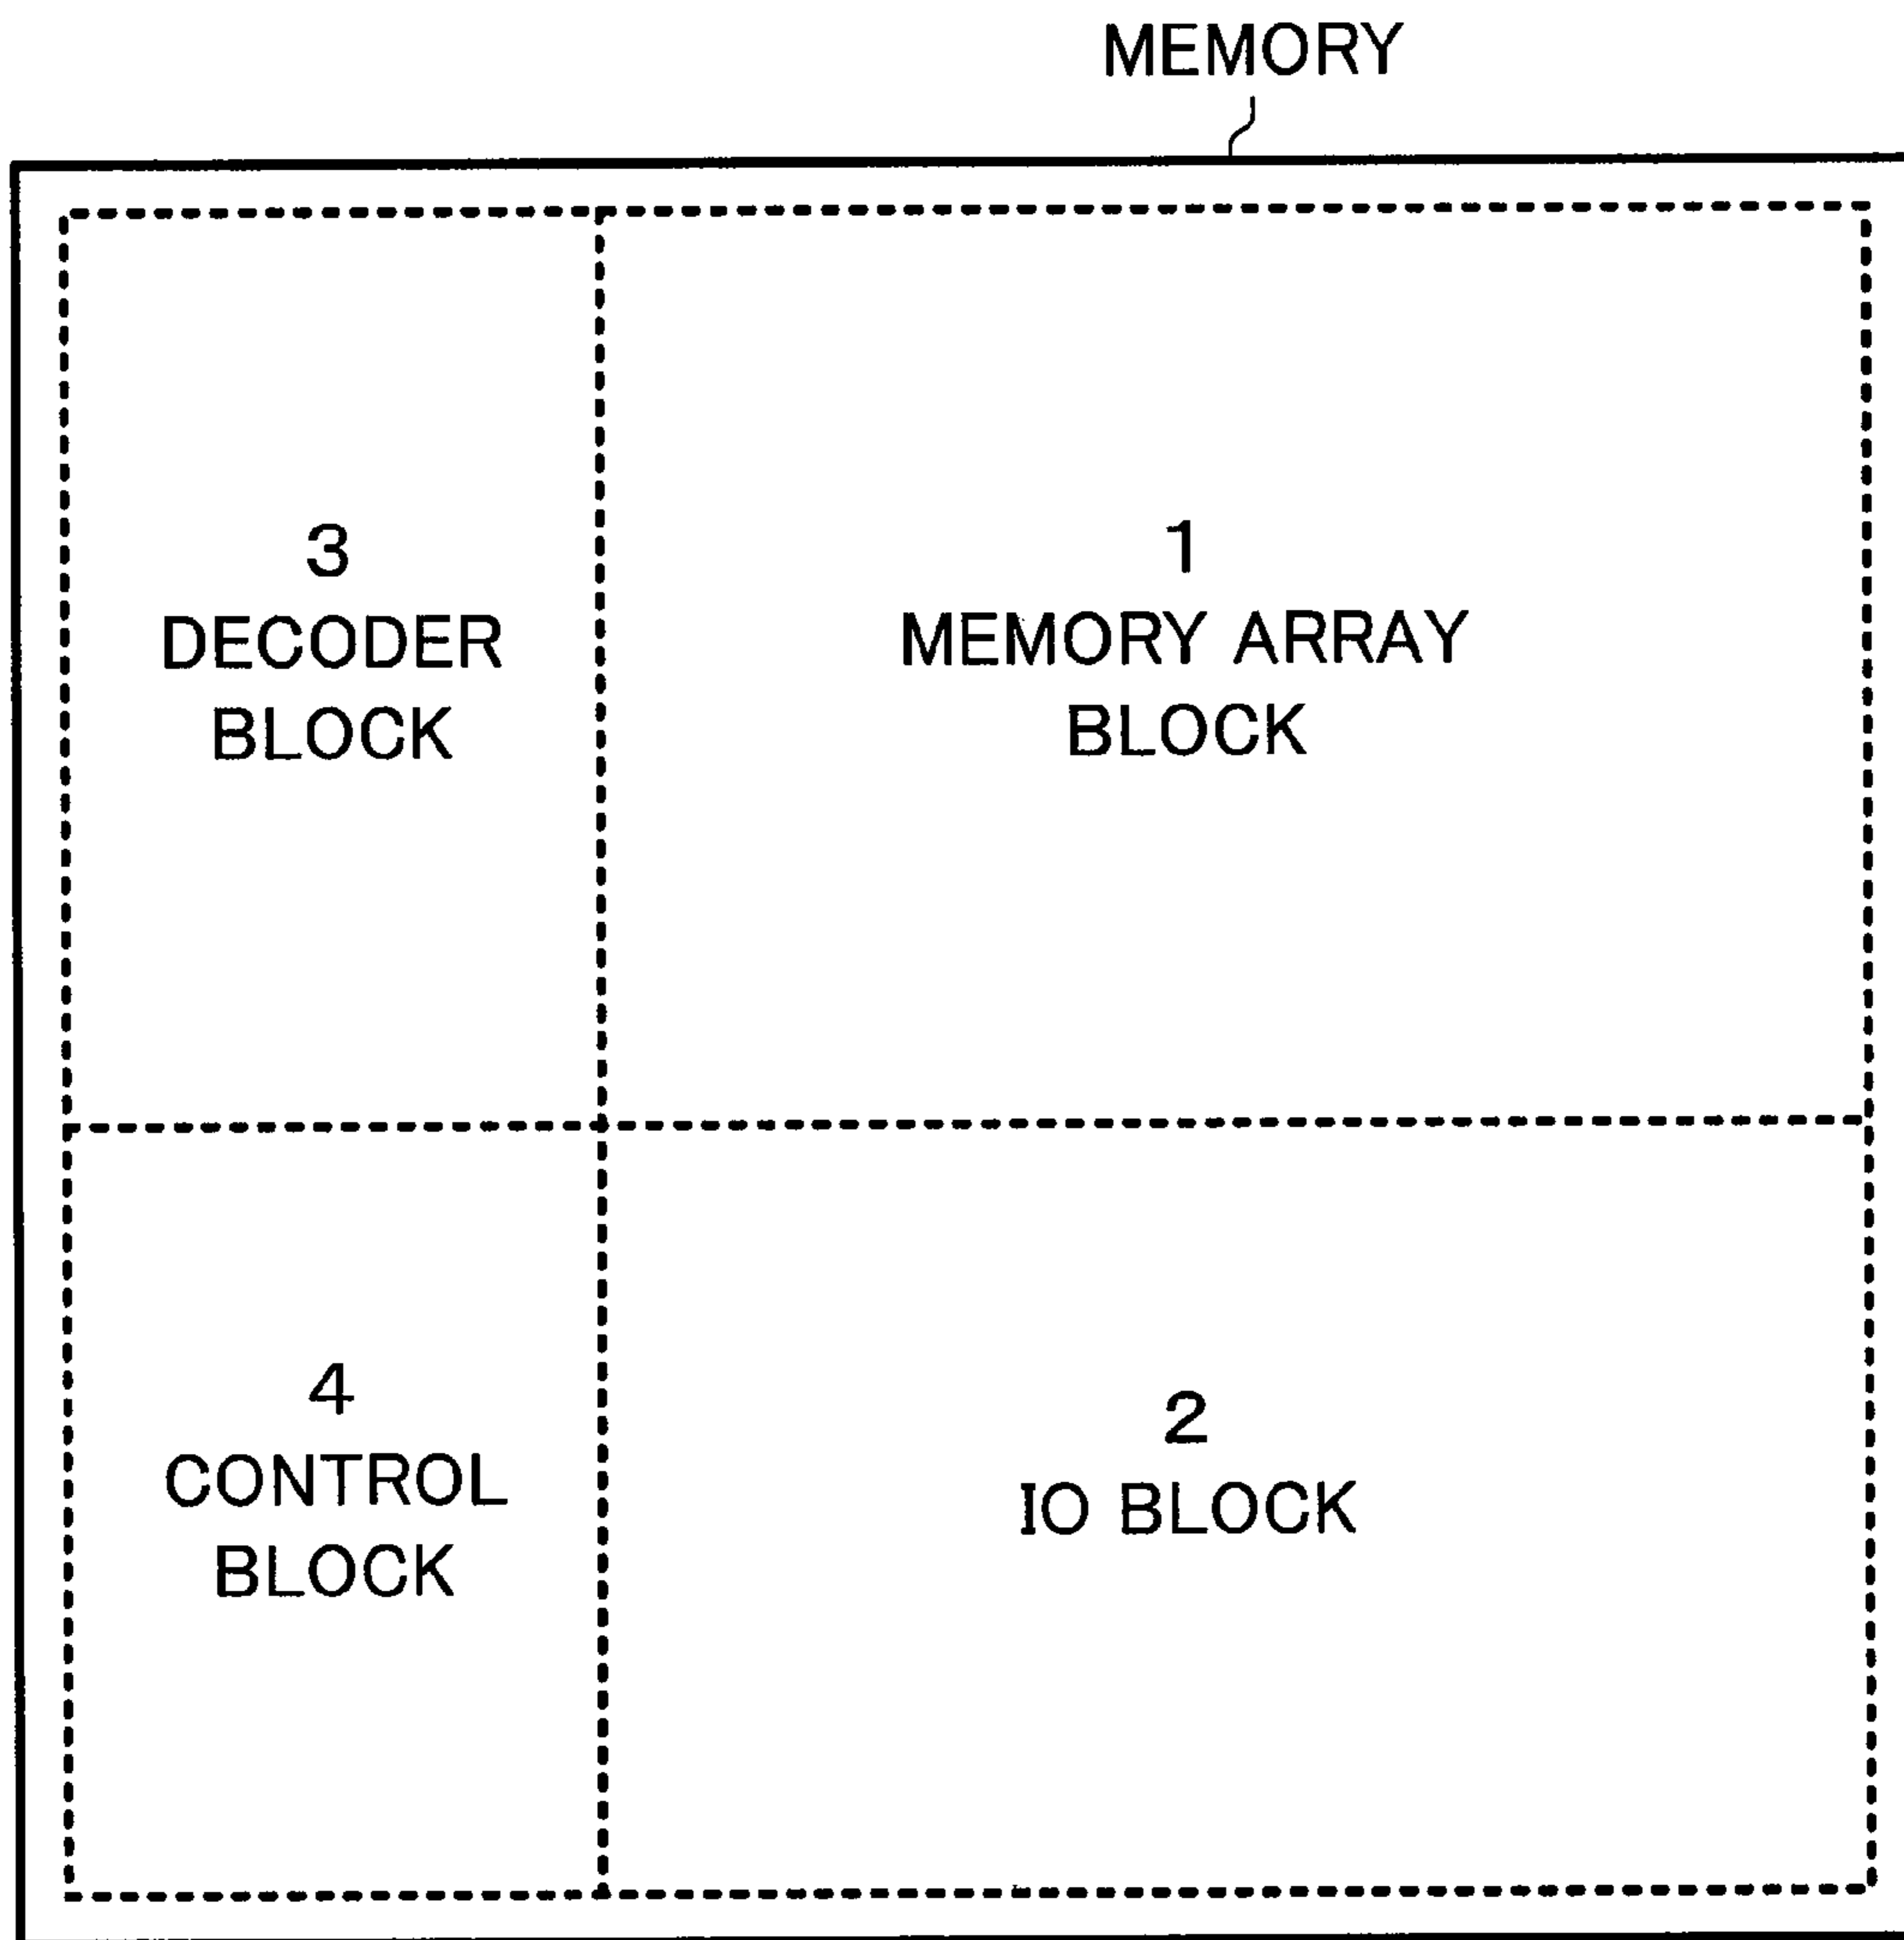 MEMORY
3
DECODER
BLOCK
1
MEMORY ARRAY
BLOCK
4
CONTROL
BLOCK
2
IO BLOCK